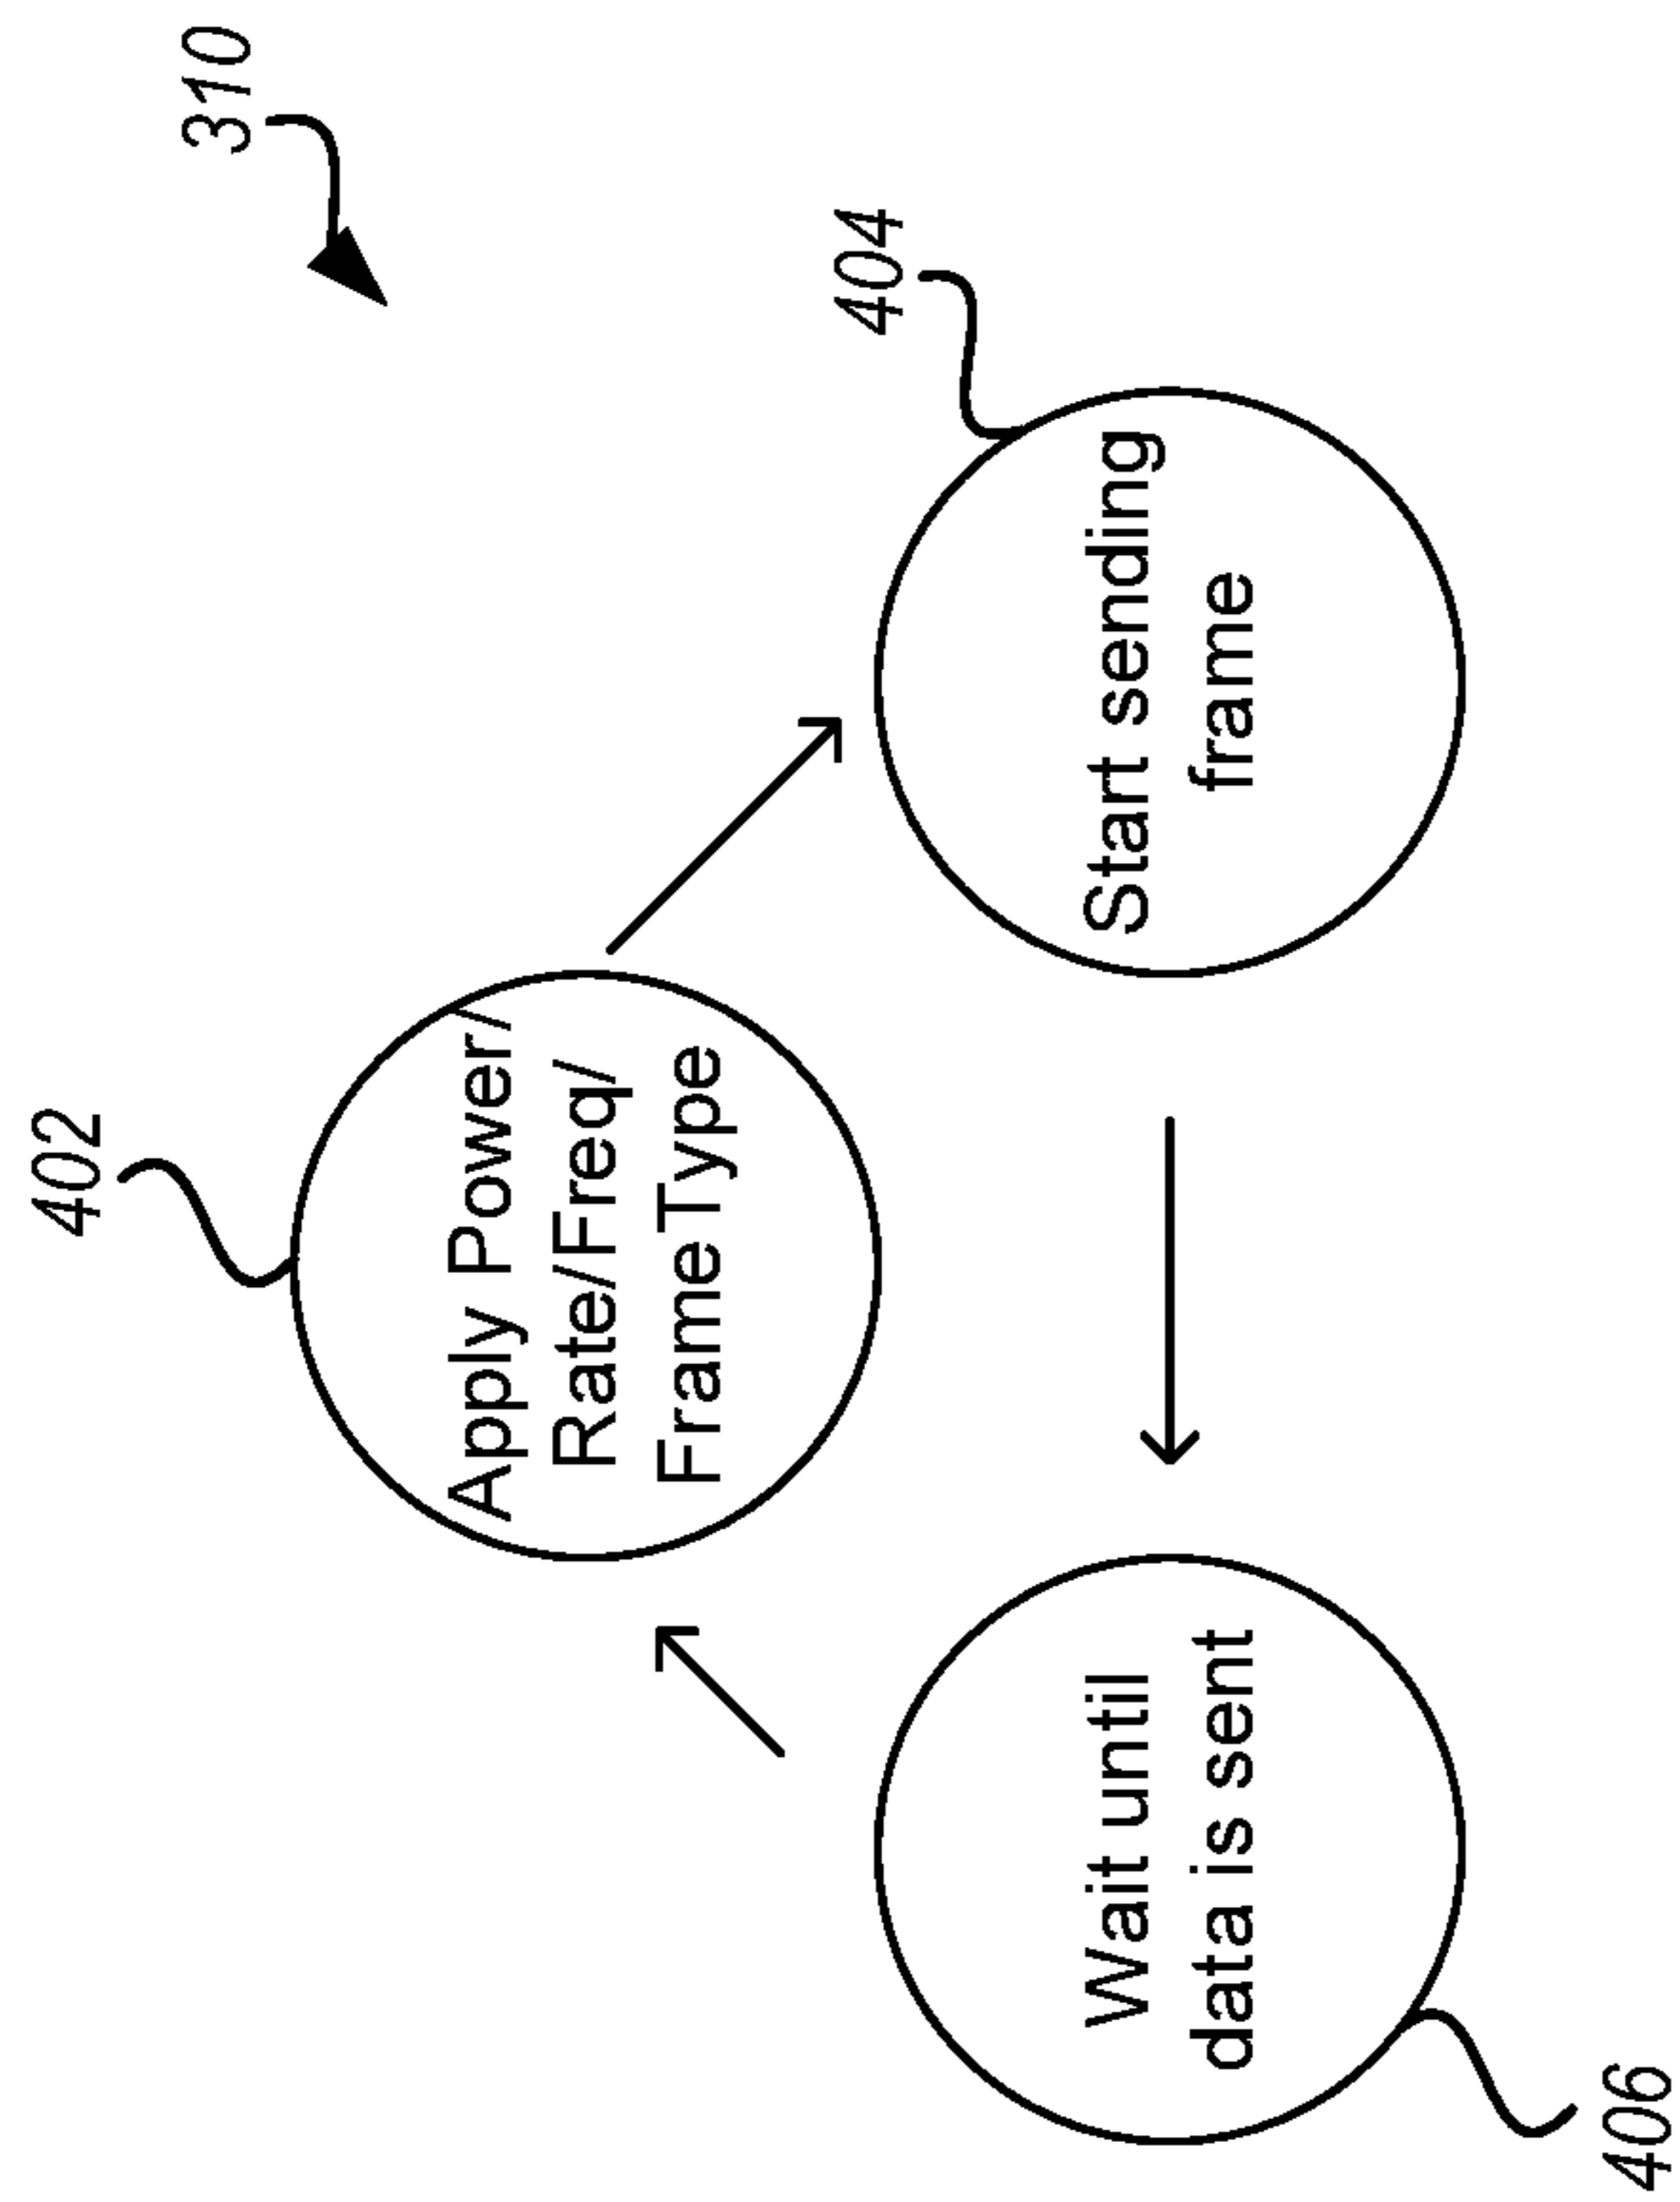 310
402
Apply Power/
Rate/Freq/
FrameType
404
Start sending
frame
Wait until
data is sent
406